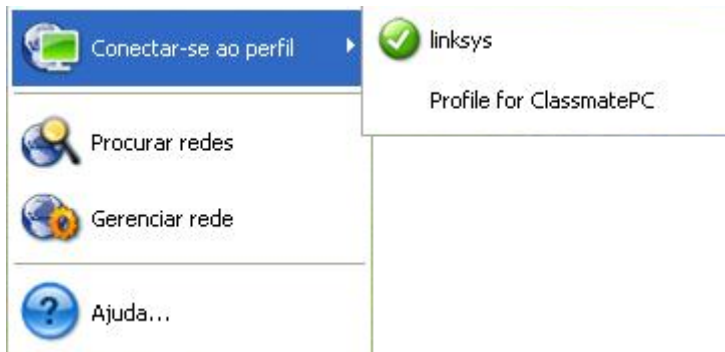 Conectar-se ao perfil
linksys
Profile for ClassmatePC
Procurar redes
Gerenciar rede
Ajuda...